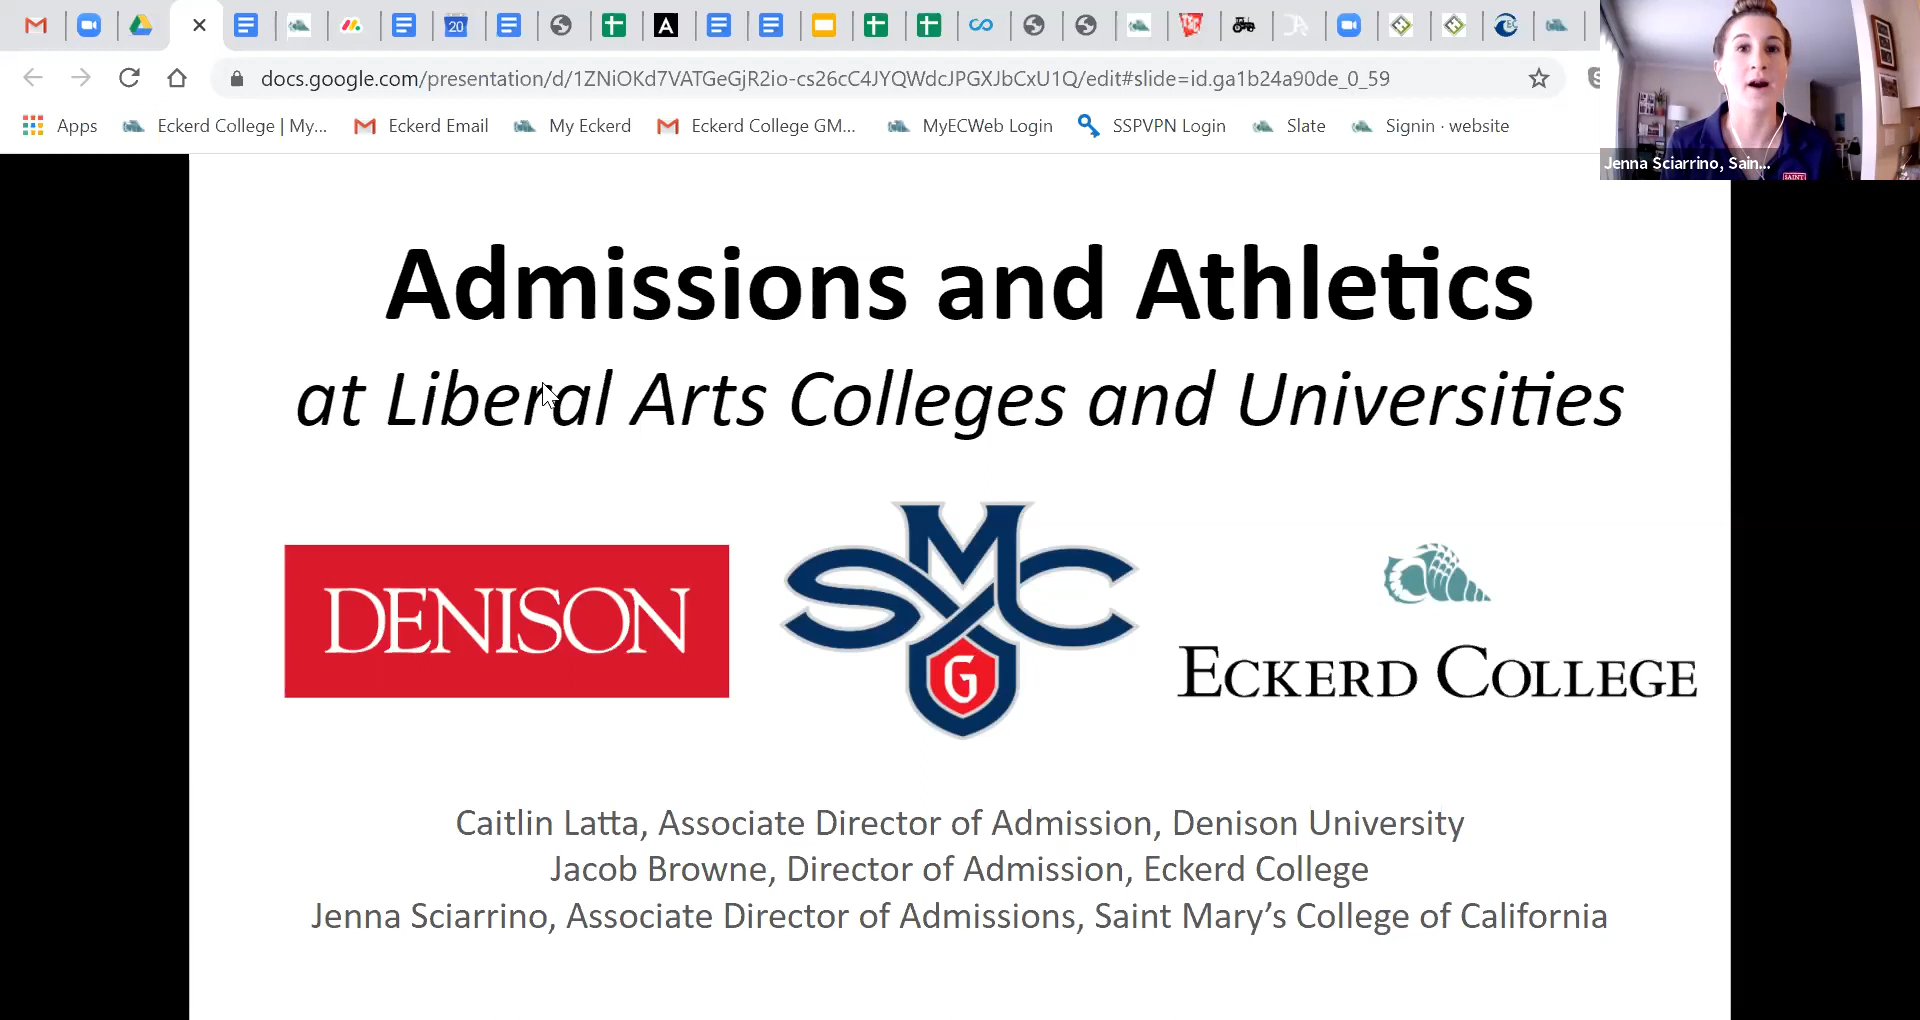 20
A
docs.google.com/presentation/d/1ZNiOKd7VATGeGjR2io-cs26cC4JYQWdcJPGXJbCxU1Q/edit#slide=id.ga1b24a90de_0_59
Apps
Eckerd College | My...
Eckerd Email
My Eckerd
Eckerd College GM...
MyECWeb Login
SSPVPN Login
Slate
Signin · website
Jenna Sciarrino, Sain...
SAINT
Admissions and Athletics
at Liberal Arts Colleges and Universities
DENISON
SMC
G
ECKERD COLLEGE
Caitlin Latta, Associate Director of Admission, Denison University
Jacob Browne, Director of Admission, Eckerd College
Jenna Sciarrino, Associate Director of Admissions, Saint Mary’s College of California